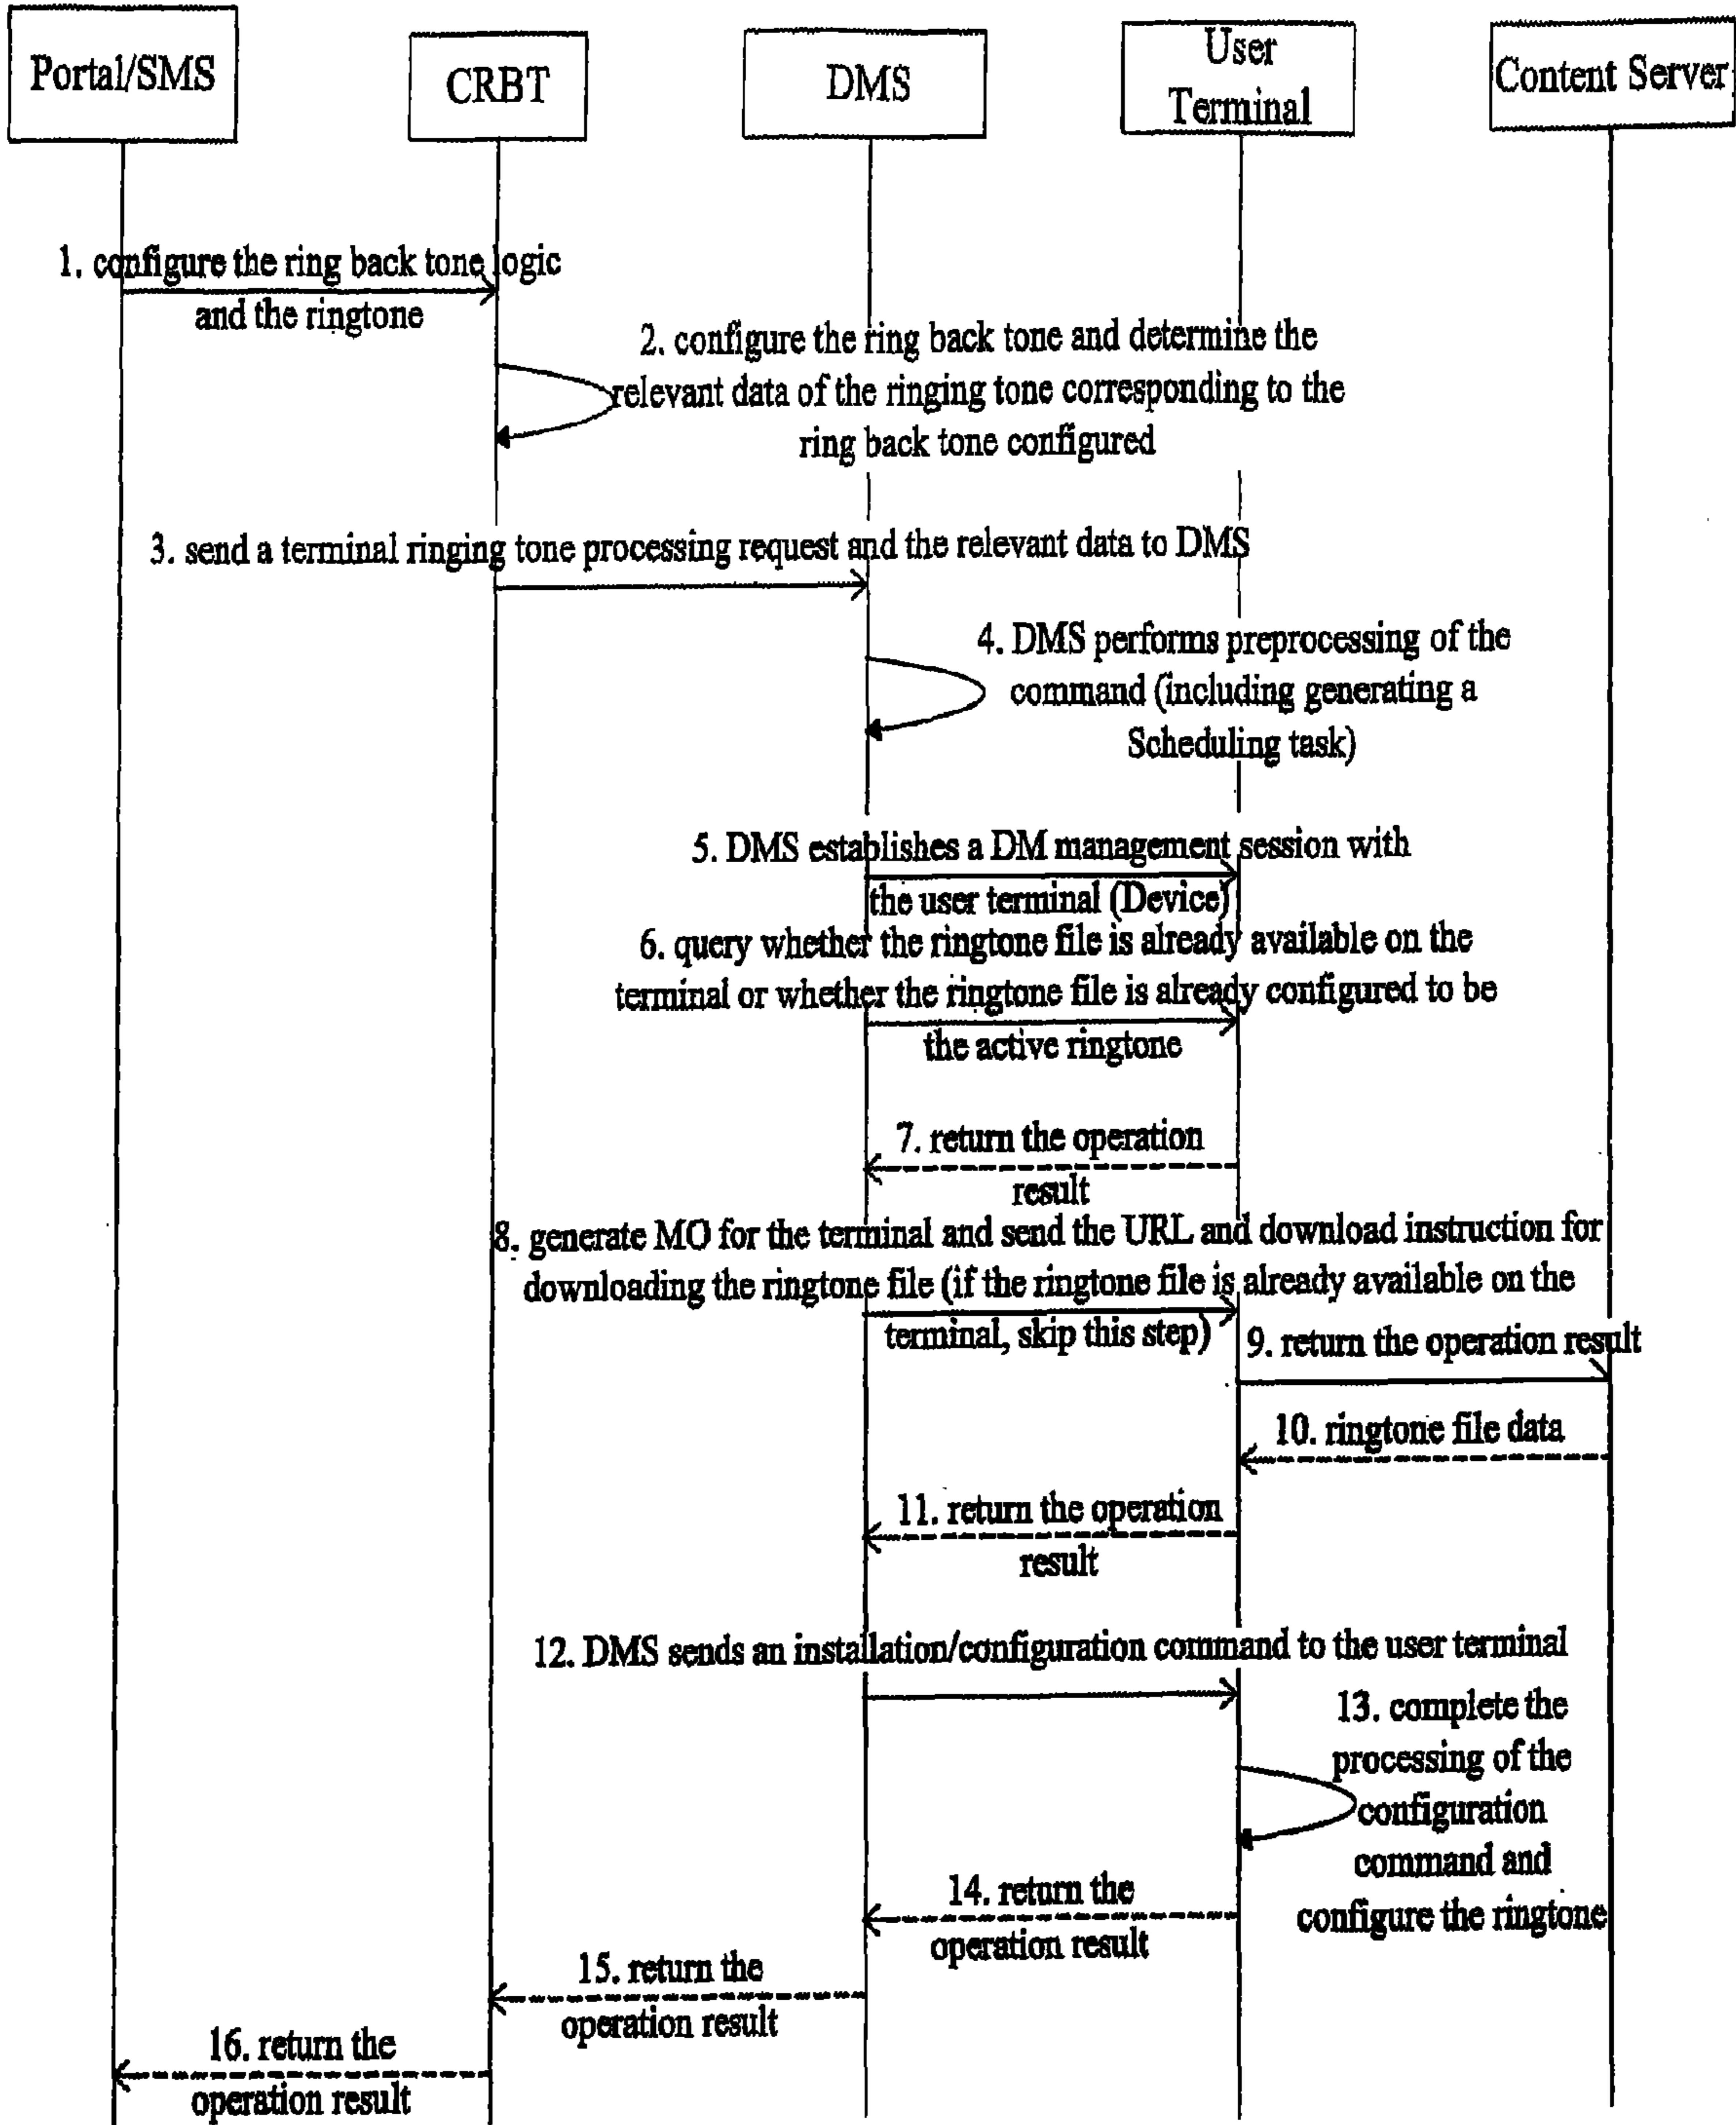 Portal/SMS
CRBT
DMS
User
Terminal
Content Server
1. configure the ring back tone logic
and the ringtone
2. configure the ring back tone and determine the
relevant data of the ringing tone corresponding to the
ring back tone configured
3. send a terminal ringing tone processing request and the relevant data to DMS
4. DMS performs preprocessing of the
command (including generating a
Scheduling task)
5. DMS establishes a DM management session with
the user terminal (Device)
6. query whether the ringtone file is already available on the
terminal or whether the ringtone file is already configured to be
the active ringtone
7. return the operation
result
8. generate MO for the terminal and send the URL and download instruction for
downloading the ringtone file (if the ringtone file is already available on the
terminal, skip this step)
9. return the operation result
10. ringtone file data
11. return the operation
result
12. DMS sends an installation/configuration command to the user terminal
13. complete the
processing of the
configuration
command and
configure the ringtone
14. return the
operation result
15. return the
operation result
16. return the
operation result